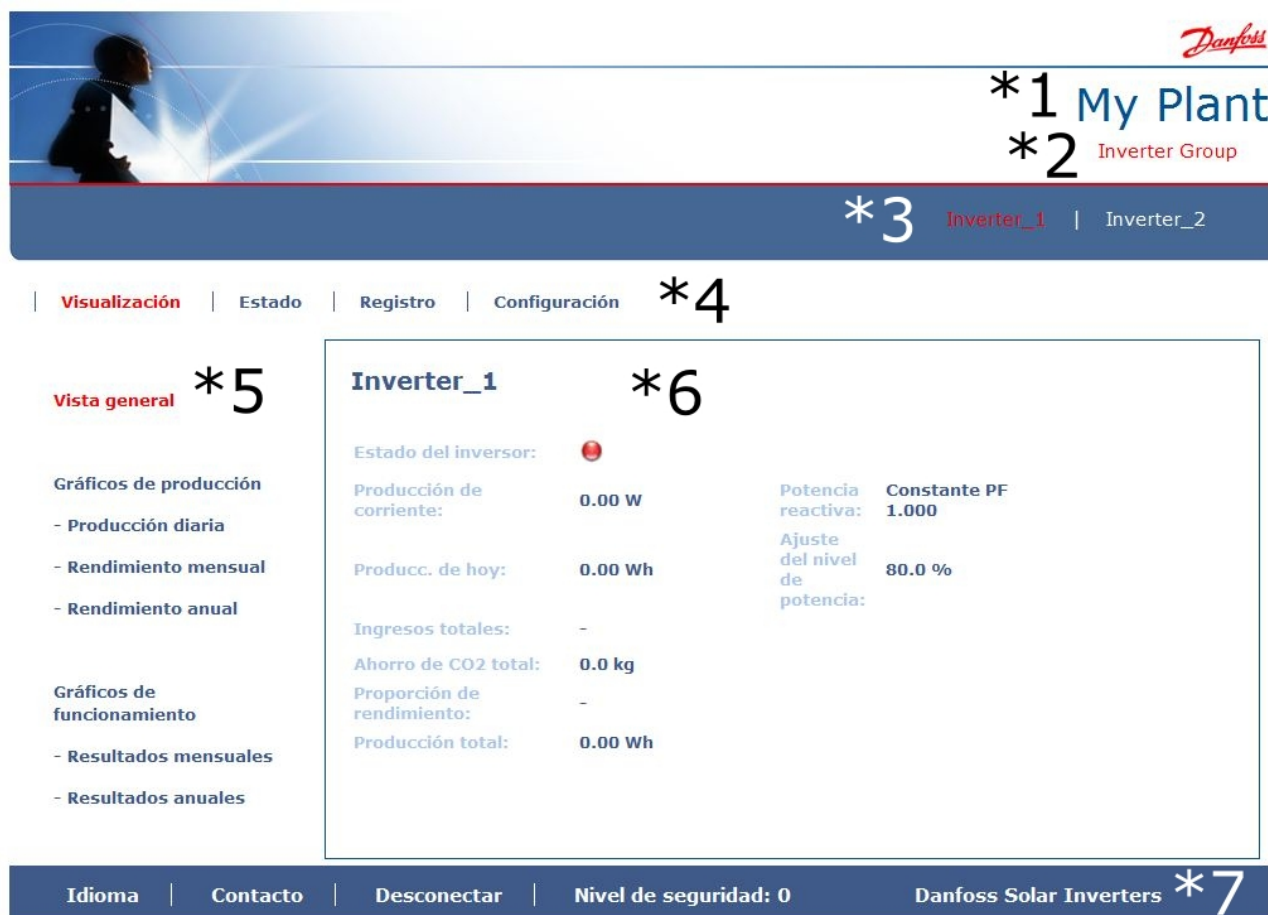 Danfoss
*1 My Plant
*2 Inverter Group
*3 Inverter_1 | Inverter_2
| Visualización | Estado | Registro | Configuración *4
Vista general *5
Gráficos de producción
- Producción diaria
- Rendimiento mensual
- Rendimiento anual
Gráficos de
funcionamiento
- Resultados mensuales
- Resultados anuales
Inverter_1 *6
Estado del inversor:
Producción de
corriente:
0.00 W
Potencia
reactiva:
Constante PF
1.000
Producc. de hoy:
0.00 Wh
Ajuste
del nivel
de
potencia:
80.0 %
Ingresos totales: -
Ahorro de CO2 total: 0.0 kg
Proporción de
rendimiento:
-
Producción total: 0.00 Wh
Idioma | Contacto | Desconectar | Nivel de seguridad: 0 Danfoss Solar Inverters *7